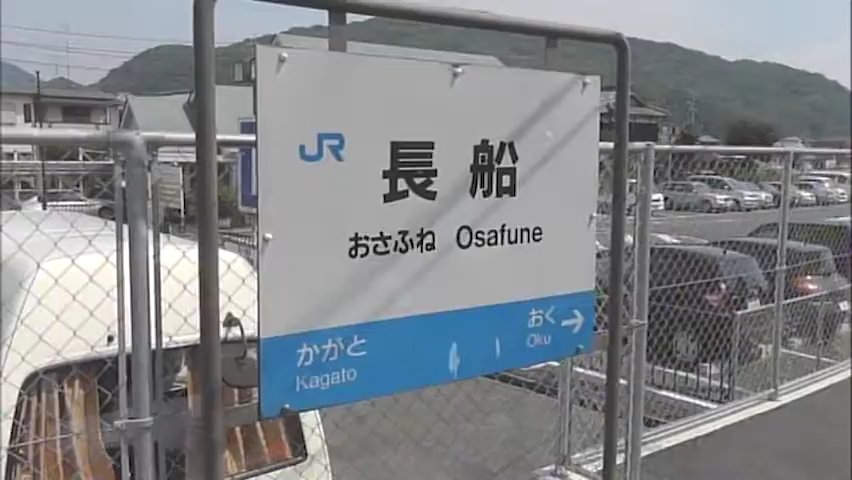 JR
長船
おさふね Osafune
かがと
Kagato
おく →
Oku